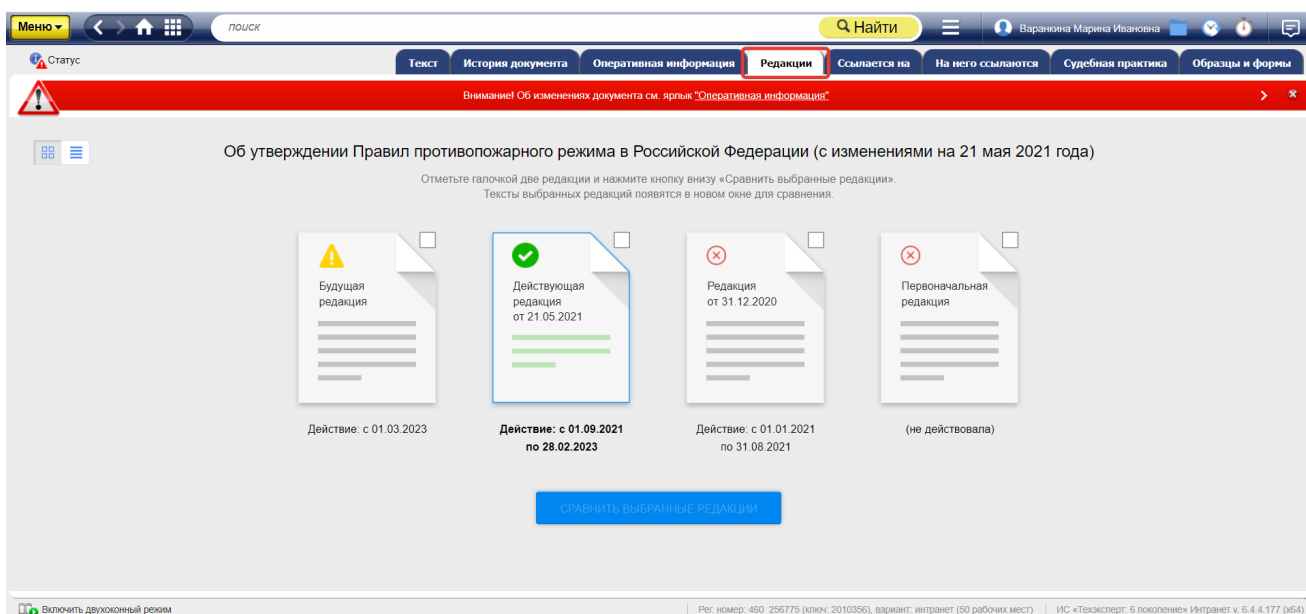 Меню
поиск
Найти
Варанкина Марина Ивановна
Статус
Текст
История документа
Оперативная информация
Редакции
Ссылается на
На него ссылаются
Судебная практика
Образцы и формы
Внимание! Об изменениях документа см. ярлык "Оперативная информация"
Об утверждении Правил противопожарного режима в Российской Федерации (с изменениями на 21 мая 2021 года)
Отметьте галочкой две редакции и нажмите кнопку внизу «Сравнить выбранные редакции».
Тексты выбранных редакций появятся в новом окне для сравнения.
Будущая
редакция
Действие: с 01.03.2023
Действующая
редакция
от 21.05.2021
Действие: с 01.09.2021
по 28.02.2023
Редакция
от 31.12.2020
Действие: с 01.01.2021
по 31.08.2021
Первоначальная
редакция
(не действовала)
СРАВНИТЬ ВЫБРАННЫЕ РЕДАКЦИИ
Включить двухоконный режим
Рег. номер: 460_256775 (ключ: 2010356), вариант: интранет (50 рабочих мест)
ИС «Техэксперт: 6 поколение» Интранет v. 6.4.4.177 (x64)